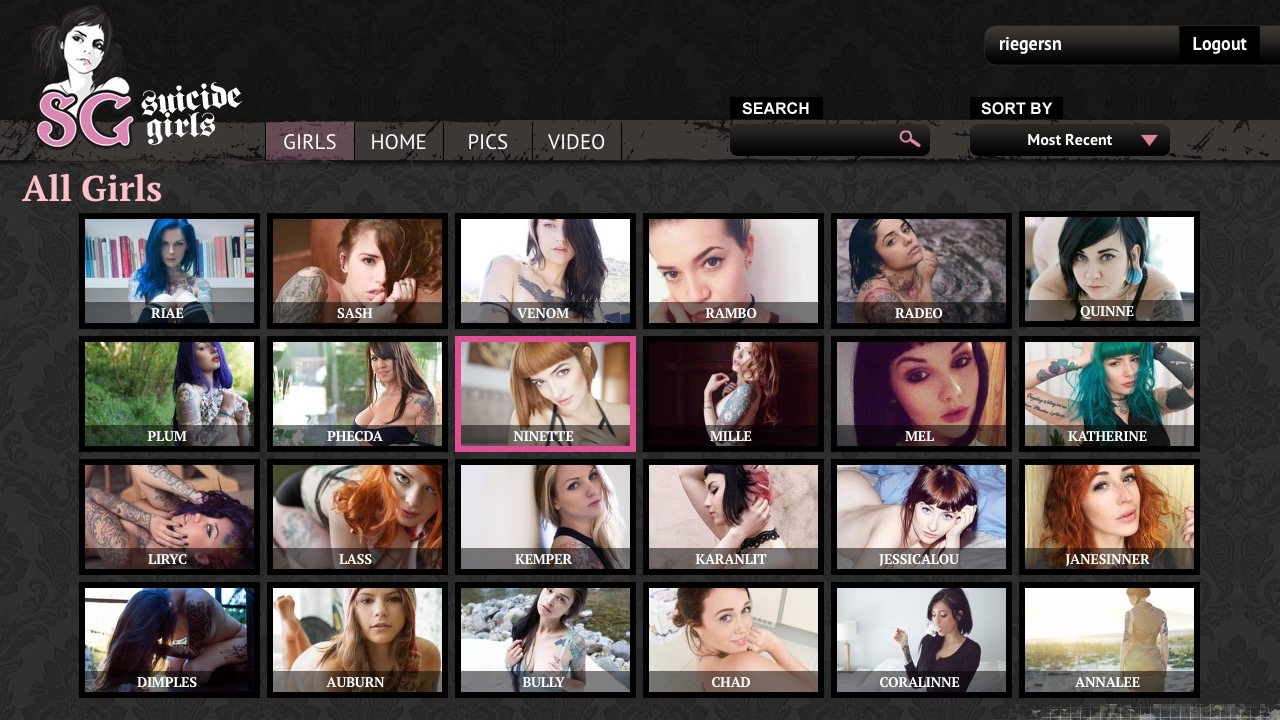 riegersn Logout
SG suicide girls
SEARCH SORT BY
GIRLS HOME PICS VIDEO Most Recent
All Girls
RIAE SASH VENOM RAMBO RADEO QUINNE
PLUM PHECDA NINETTE MILLE MEL KATHERINE
LIRYC LASS KEMPER KARANLIT JESSICALOU JANESINNER
DIMPLES AUBURN BULLY CHAD CORALINNE ANNALEE